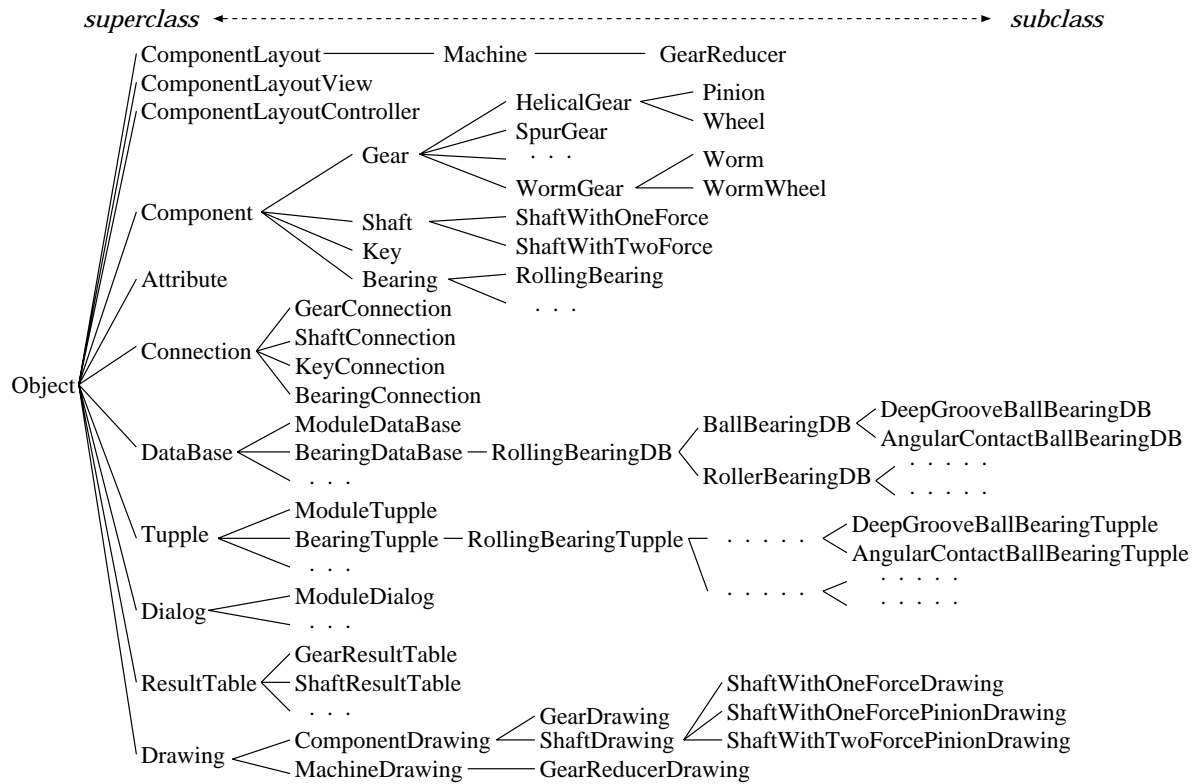 superclass subclass
ComponentLayout Machine GearReducer
ComponentLayoutView
ComponentLayoutController
HelicalGear Pinion
Wheel
SpurGear
Gear . . .
WormGear Worm
WormWheel
Component Shaft ShaftWithOneForce
ShaftWithTwoForce
Key
Bearing RollingBearing
. . .
Attribute
GearConnection
ShaftConnection
Connection
KeyConnection
BearingConnection
Object
ModuleDataBase
DataBase BearingDataBase RollingBearingDB BallBearingDB DeepGrooveBallBearingDB
AngularContactBallBearingDB
. . . RollerBearingDB . . . . .
. . . . .
ModuleTupple
Tupple BearingTupple RollingBearingTupple . . . . . DeepGrooveBallBearingTupple
AngularContactBallBearingTupple
. . . . . . . . . . . . .
. . . . .
Dialog ModuleDialog
. . .
GearResultTable
ResultTable ShaftResultTable
. . .
Drawing ComponentDrawing GearDrawing
ShaftDrawing ShaftWithOneForceDrawing
ShaftWithOneForcePinionDrawing
ShaftWithTwoForcePinionDrawing
MachineDrawing GearReducerDrawing